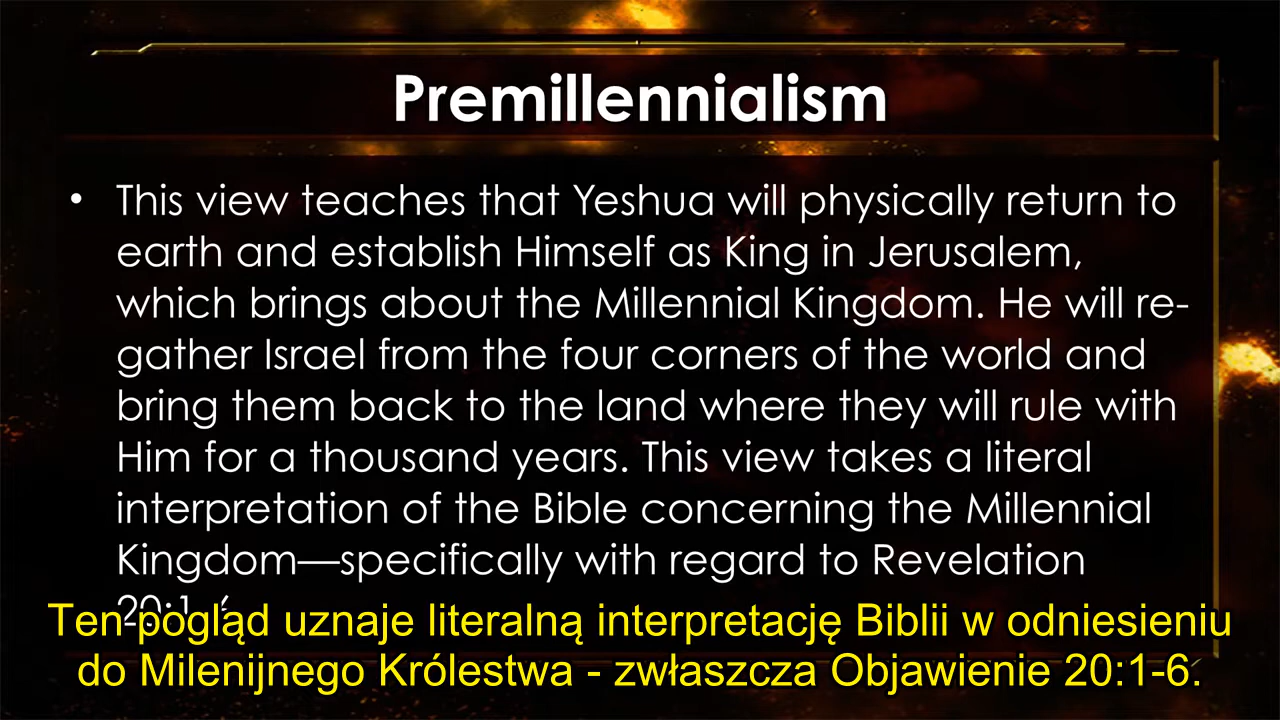 Premillennialism
• This view teaches that Yeshua will physically return to
earth and establish Himself as King in Jerusalem,
which brings about the Millennial Kingdom. He will re-
gather Israel from the four corners of the world and
bring them back to the land where they will rule with
Him for a thousand years. This view takes a literal
interpretation of the Bible concerning the Millennial
Kingdom—specifically with regard to Revelation
20:1-6.
Ten pogląd uznaje literalną interpretację Biblii w odniesieniu
do Milenijnego Królestwa - zwłaszcza Objawienie 20:1-6.